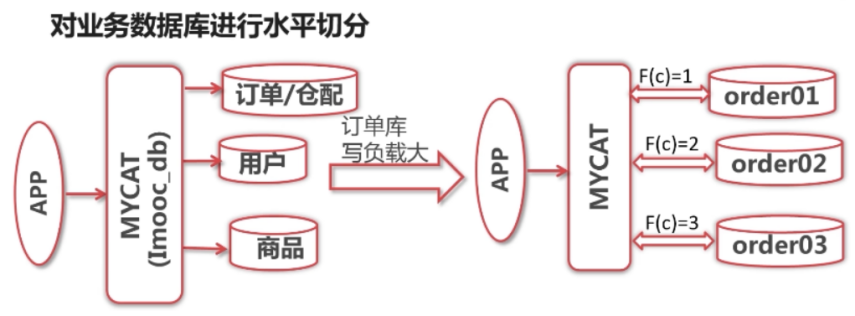 对业务数据库进行水平切分
APP
MYCAT
(Imooc_db)
订单/仓配
用户
商品
订单库
写负载大
APP
MYCAT
F(c)=1
order01
F(c)=2
order02
F(c)=3
order03